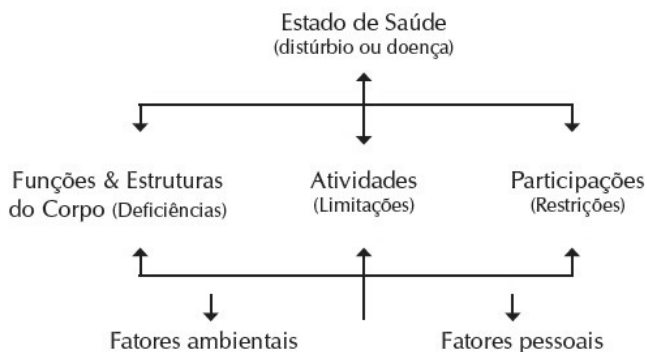 Estado de Saúde
(distúrbio ou doença)
Funções & Estruturas
do Corpo (Deficiências)
Atividades
(Limitações)
Participações
(Restrições)
Fatores ambientais
Fatores pessoais